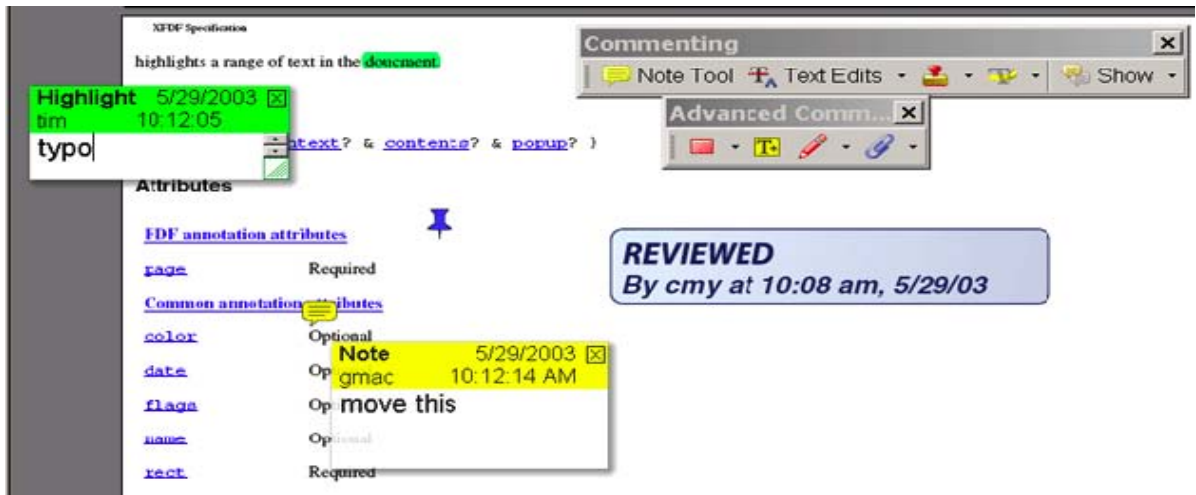 XFDF Specification
highlights a range of text in the doucment
Commenting
Note Tool Text Edits Show
Advanced Comm...
Highlight 5/29/2003
tim 10:12:05
typo
ntext? & contents? & popup? )
Attributes
FDF annotation attributes
page Required
Common annotation attributes
REVIEWED
By cmy at 10:08 am, 5/29/03
color Optional
Note 5/29/2003
gmac 10:12:14 AM
move this
date Op
flags Op
name Optional
rect Required